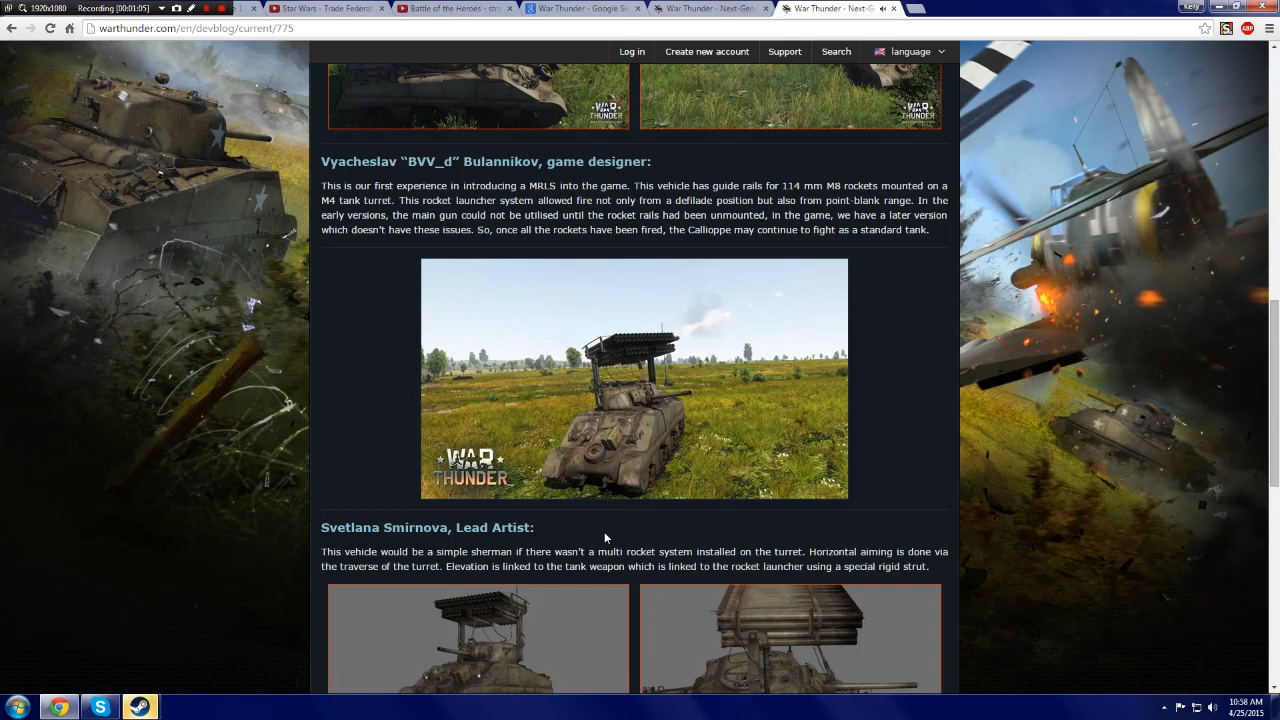 1920x1080
Recording [00:01:05]
Star Wars - Trade Federat
Battle of the Heroes - stro
War Thunder - Google Se
War Thunder - Next-Gen
War Thunder - Next-Ge
Kelly
warthunder.com/en/devblog/current/775
ABP
Log in
Create new account
Support
Search
language
WAR
THUNDER
WAR
THUNDER
Vyacheslav “BVV_d” Bulannikov, game designer:
This is our first experience in introducing a MRLS into the game. This vehicle has guide rails for 114 mm M8 rockets mounted on a
M4 tank turret. This rocket launcher system allowed fire not only from a defilade position but also from point-blank range. In the
early versions, the main gun could not be utilised until the rocket rails had been unmounted, in the game, we have a later version
which doesn’t have these issues. So, once all the rockets have been fired, the Callioppe may continue to fight as a standard tank.
WAR
THUNDER
Svetlana Smirnova, Lead Artist:
This vehicle would be a simple sherman if there wasn’t a multi rocket system installed on the turret. Horizontal aiming is done via
the traverse of the turret. Elevation is linked to the tank weapon which is linked to the rocket launcher using a special rigid strut.
10:58 AM
4/25/2015